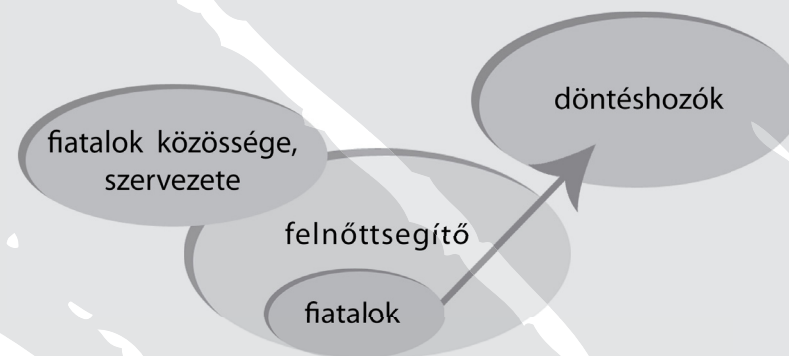 döntéshozók
fiatalok közössége,
szervezete
felnőttsegítő
fiatalok